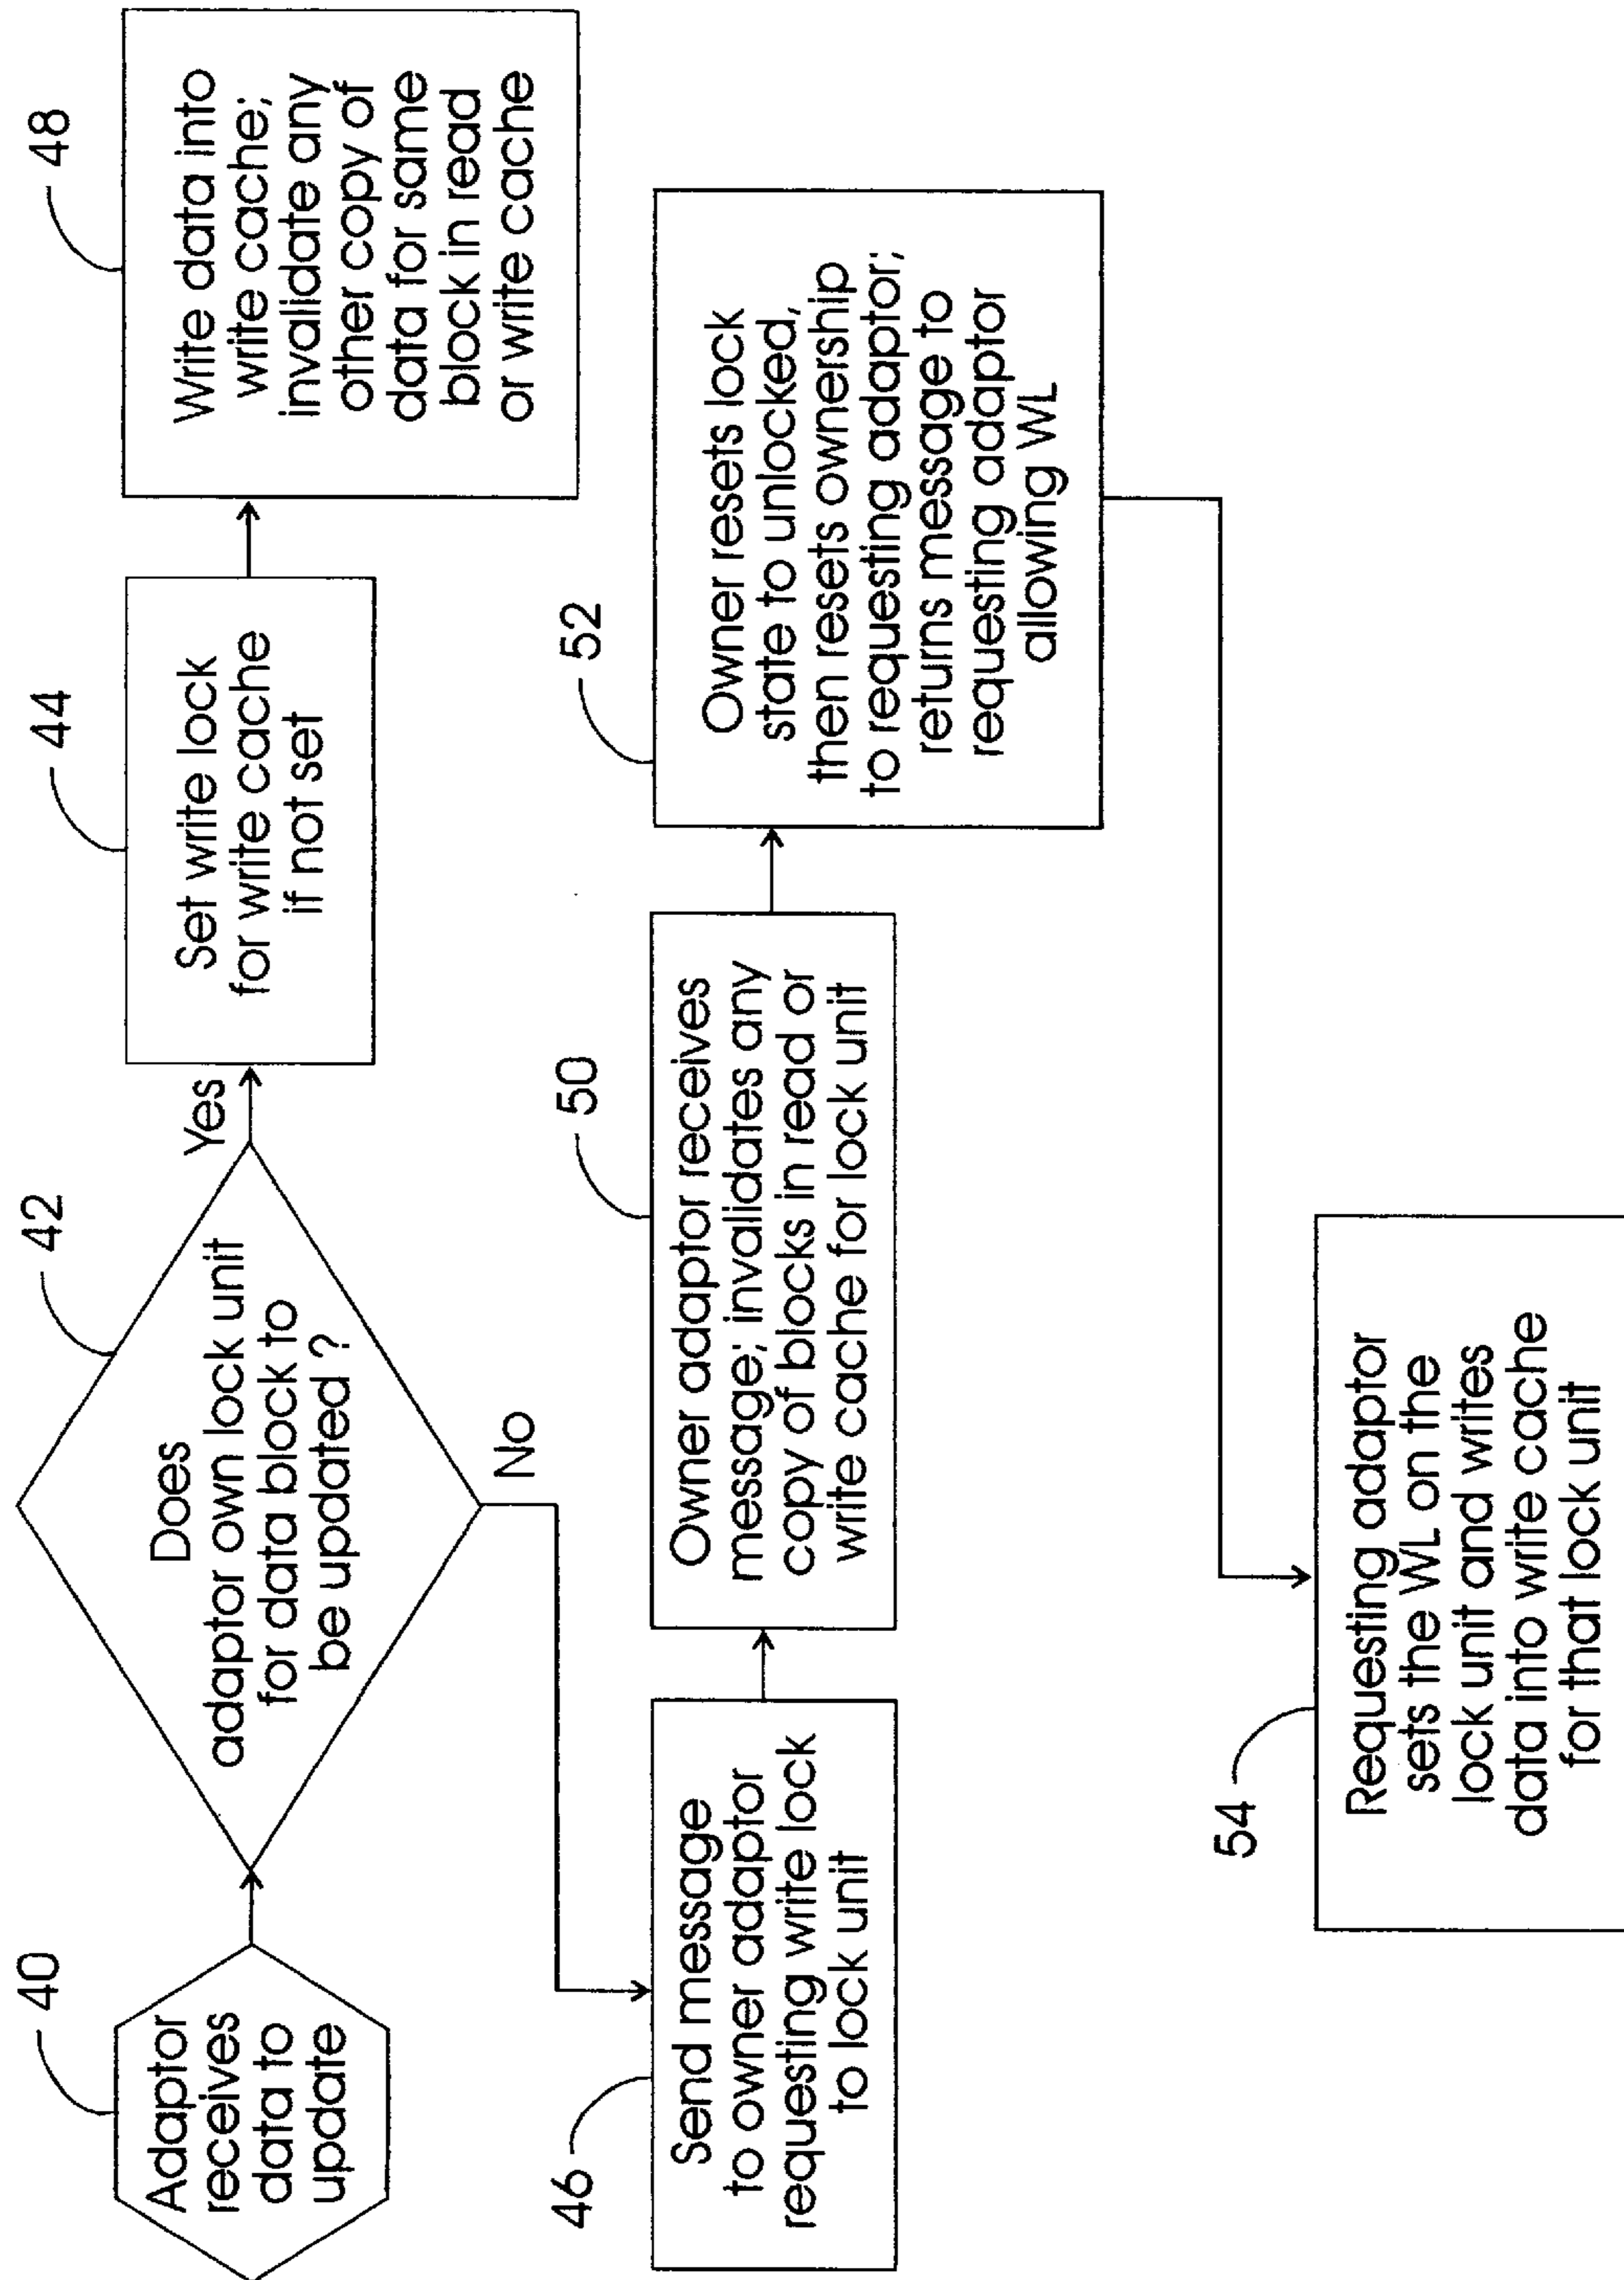 40
Adaptor
receives
data to
update
42
Does
adaptor own lock unit
for data block to
be updated ?
Yes
No
44
Set write lock
for write cache
if not set
48
Write data into
write cache;
invalidate any
other copy of
data for same
block in read
or write cache
46
Send message
to owner adaptor
requesting write lock
to lock unit
50
Owner adaptor receives
message; invalidates any
copy of blocks in read or
write cache for lock unit
52
Owner resets lock
state to unlocked,
then resets ownership
to requesting adaptor;
returns message to
requesting adaptor
allowing WL
54
Requesting adaptor
sets the WL on the
lock unit and writes
data into write cache
for that lock unit